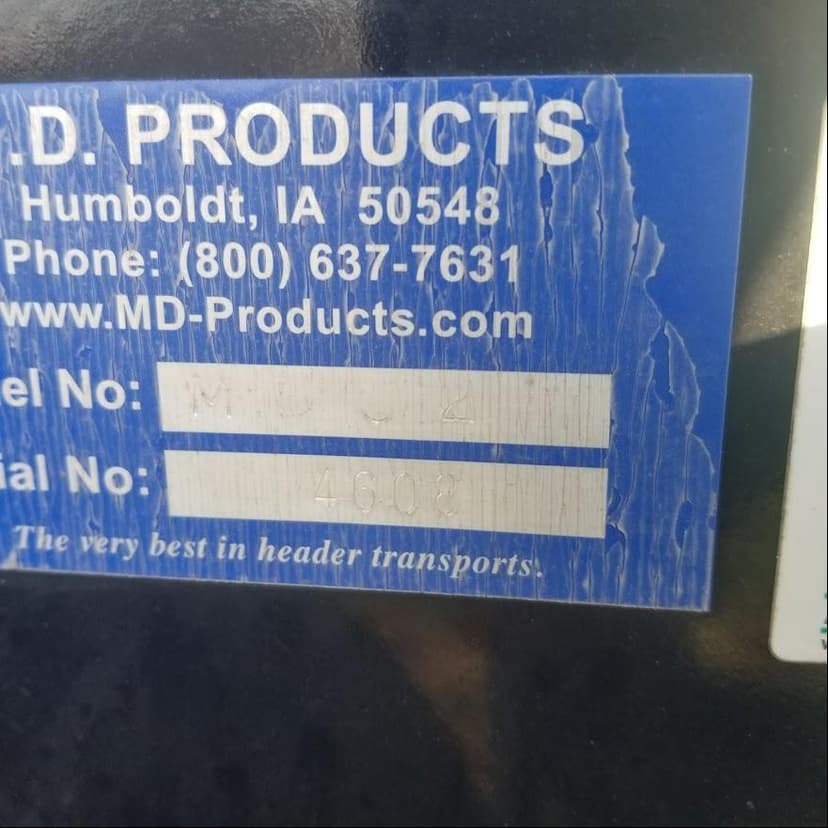 .D. PRODUCTS
Humboldt, IA 50548
Phone: (800) 637-7631
www.MD-Products.com
el No:
ial No: 4608
The very best in header transports.